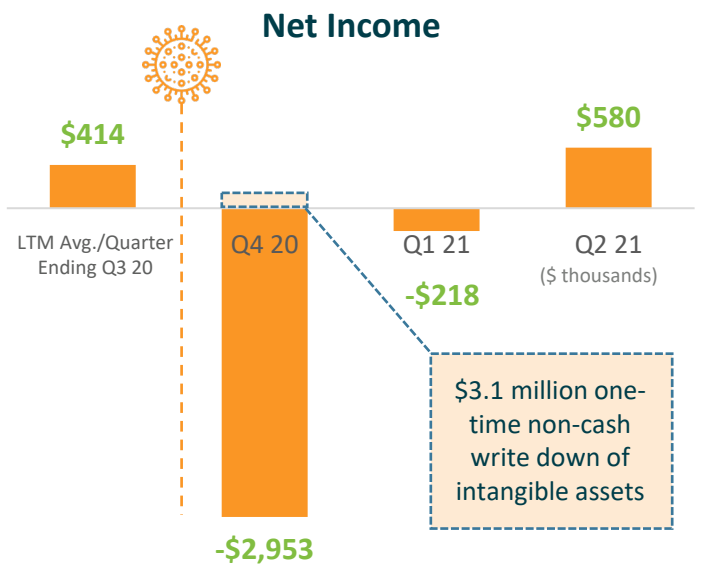 Net Income
$414
$580
LTM Avg./Quarter
Ending Q3 20
Q4 20
Q1 21
Q2 21
($ thousands)
-$218
$3.1 million one-
time non-cash
write down of
intangible assets
-$2,953